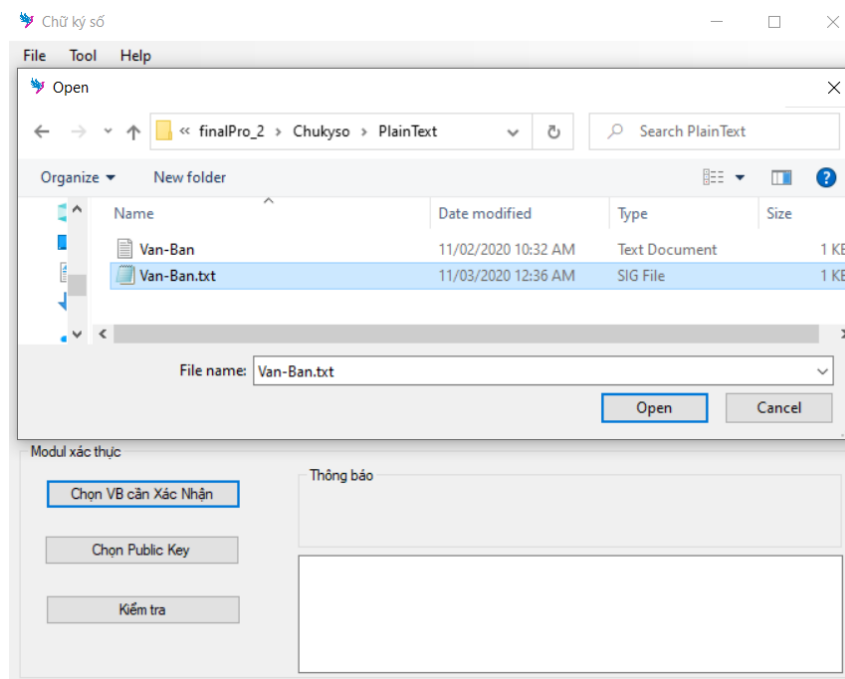 Chữ ký số
File Tool Help
Open
« finalPro_2 › Chukyso › PlainText
Search PlainText
Organize New folder
Name Date modified Type Size
Van-Ban 11/02/2020 10:32 AM Text Document 1 KB
Van-Ban.txt 11/03/2020 12:36 AM SIG File 1 KB
File name: Van-Ban.txt
Open Cancel
Modul xác thực
Chọn VB cần Xác Nhận
Thông báo
Chọn Public Key
Kiểm tra